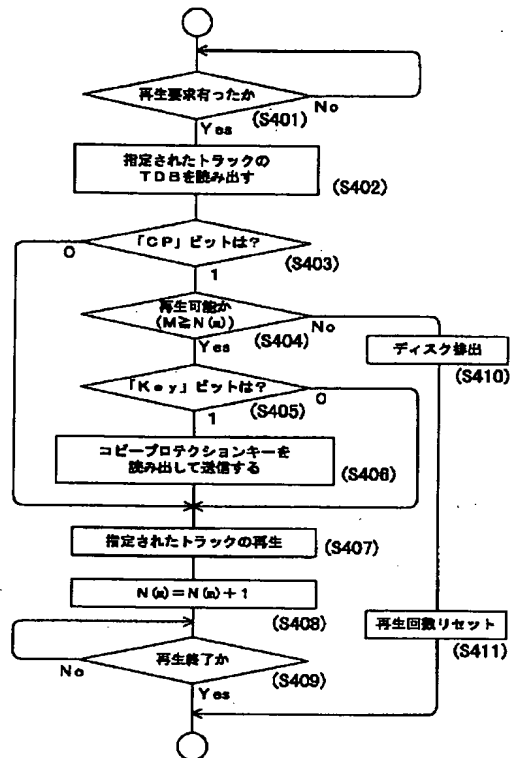 再生要求有ったか
No
Yes
(S401)
指定されたトラックの
TDBを読み出す
(S402)
「CP」ビットは?
0
(S403)
1
再生可能か
(M≧N(m))
No
Yes
(S404)
ディスク排出
(S410)
「Key」ビットは?
0
(S405)
1
コピープロテクションキーを
読み出して送信する
(S406)
指定されたトラックの再生
(S407)
N(m)=N(m)+1
(S408)
再生回数リセット
(S411)
再生終了か
No
(S409)
Yes